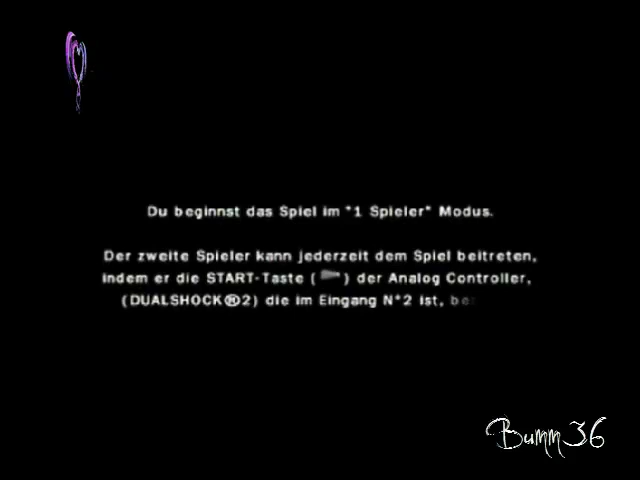 Du beginnst das Spiel im "1 Spieler" Modus.
Der zweite Spieler kann jederzeit dem Spiel beitreten,
indem er die START-Taste ( ) der Analog Controller,
(DUALSHOCK®2) die im Eingang N°2 ist,
Bumm36